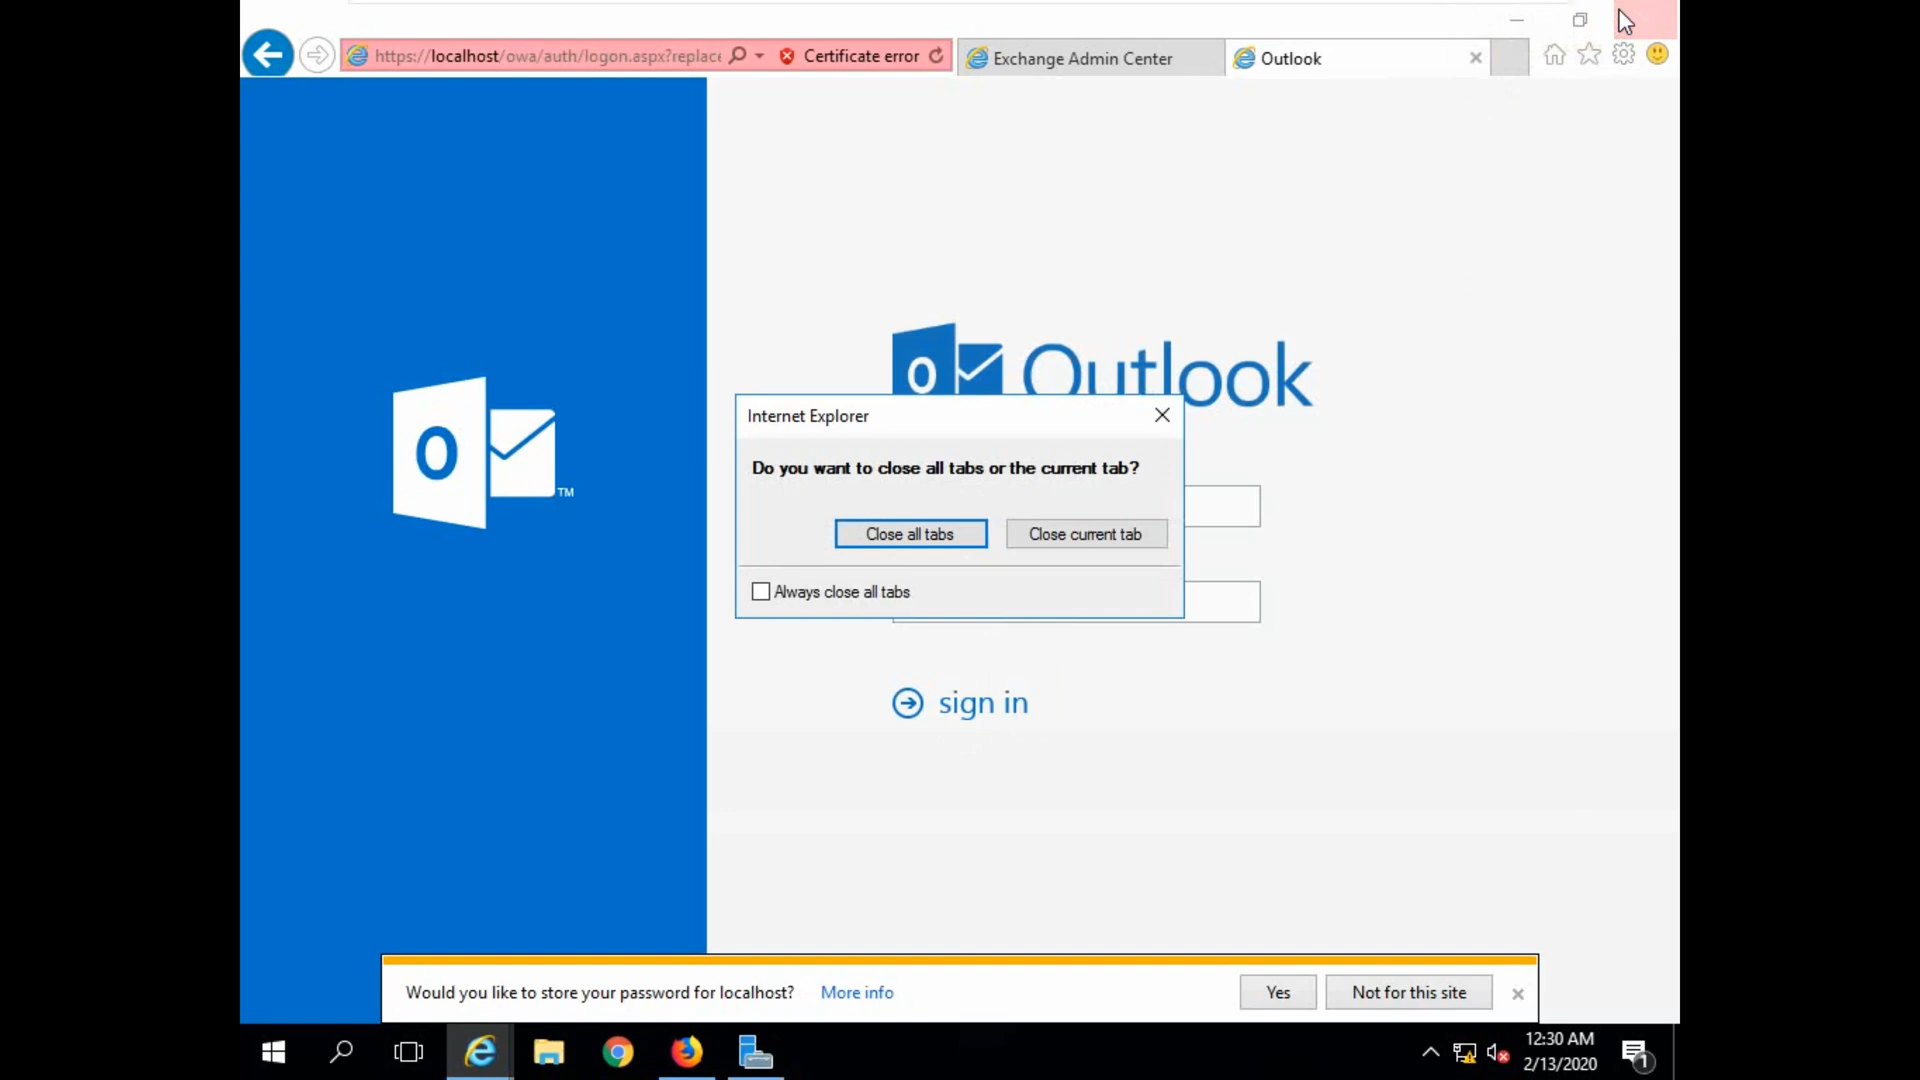 https://localhost/owa/auth/logon.aspx?replace
Certificate error
Exchange Admin Center
Outlook
O
TM
O
Outlook
Internet Explorer
Do you want to close all tabs or the current tab?
Close all tabs
Close current tab
Always close all tabs
sign in
Would you like to store your password for localhost?
More info
Yes
Not for this site
12:30 AM
2/13/2020
1